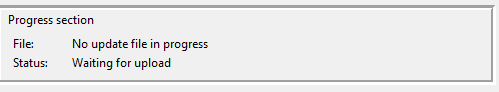 Progress section
File: No update file in progress
Status: Waiting for upload